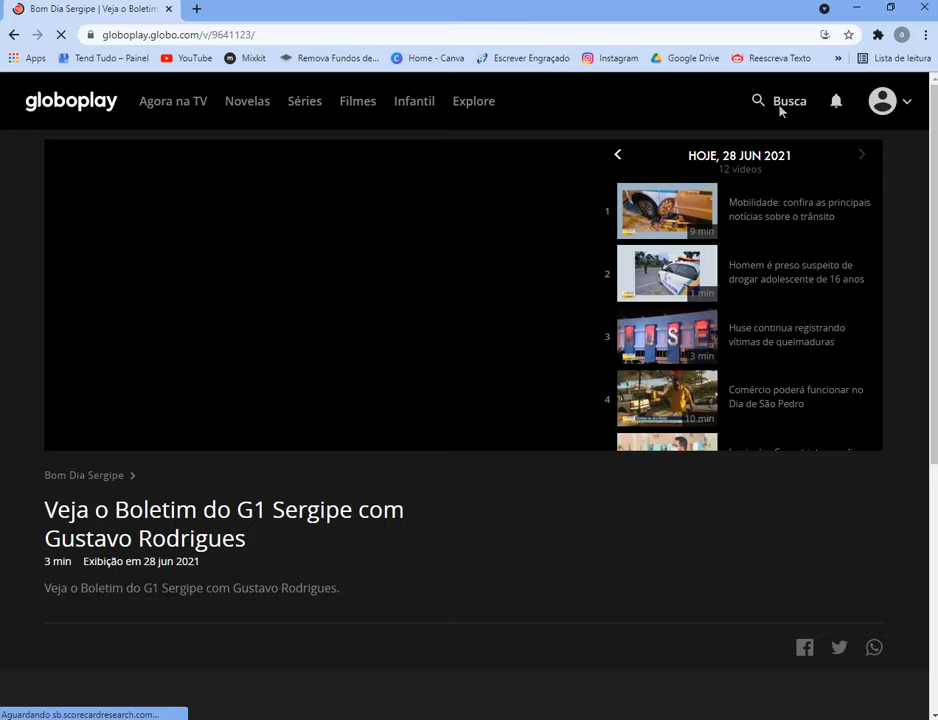 Bom Dia Sergipe | Veja o Boletim
globoplay.globo.com/v/9641123/
Apps Tend Tudo – Painel YouTube Mixkit Remova Fundos de... Home - Canva Escrever Engraçado Instagram Google Drive Reescreva Texto » Lista de leitura
globoplay Agora na TV Novelas Séries Filmes Infantil Explore Busca
HOJE, 28 JUN 2021
12 vídeos
1 Mobilidade: confira as principais
notícias sobre o trânsito
9 min
2 Homem é preso suspeito de
drogar adolescente de 16 anos
1 min
3 Huse continua registrando
vítimas de queimaduras
3 min
4 Comércio poderá funcionar no
Dia de São Pedro
10 min
Bom Dia Sergipe >
Veja o Boletim do G1 Sergipe com
Gustavo Rodrigues
3 min Exibição em 28 jun 2021
Veja o Boletim do G1 Sergipe com Gustavo Rodrigues.
Aguardando sb.scorecardresearch.com...